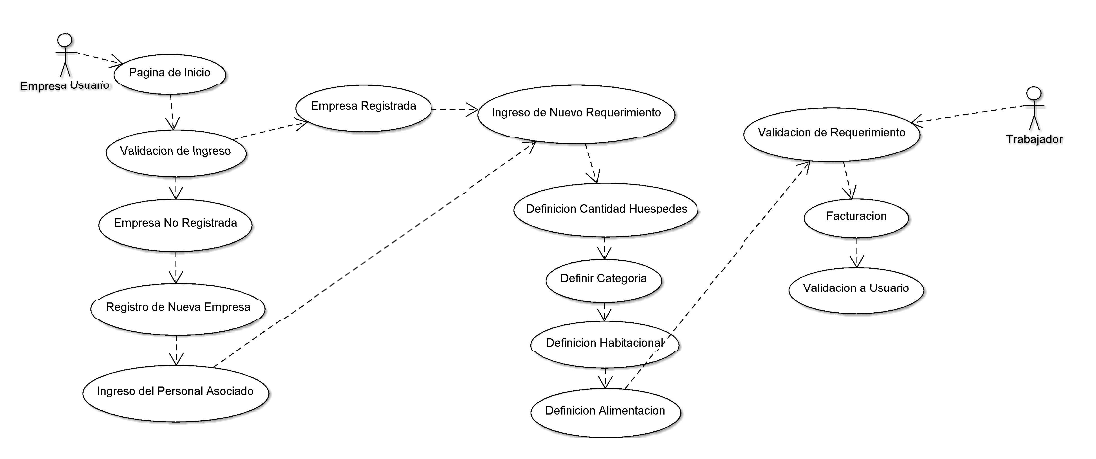 Empresa Usuario
Pagina de Inicio
Validacion de Ingreso
Empresa No Registrada
Registro de Nueva Empresa
Ingreso del Personal Asociado
Empresa Registrada
Ingreso de Nuevo Requerimiento
Definicion Cantidad Huespedes
Definir Categoria
Definicion Habitacional
Definicion Alimentacion
Validacion de Requerimiento
Facturacion
Validacion a Usuario
Trabajador